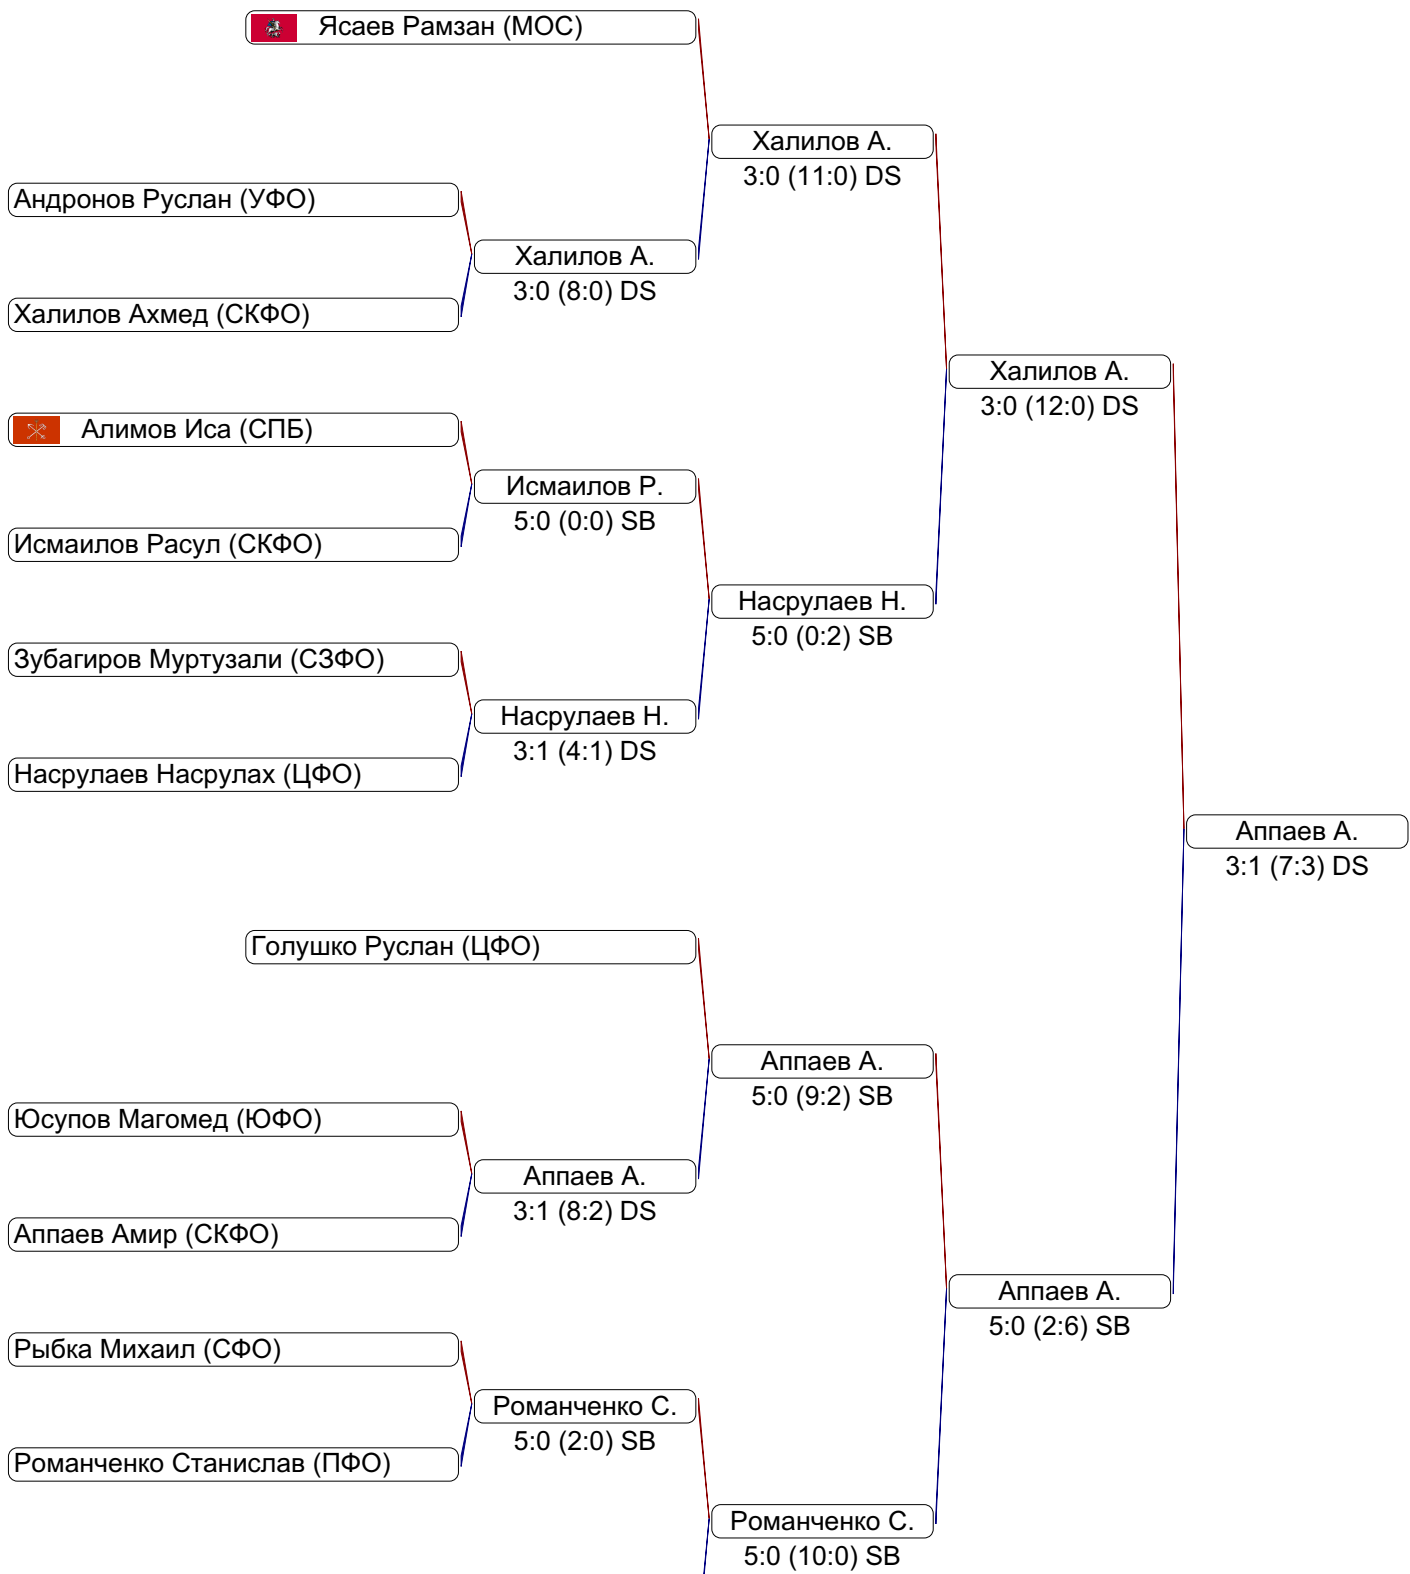 Ясаев Рамзан (МОС)
Халилов А.
3:0 (11:0) DS
Андронов Руслан (УФО)
Халилов А.
3:0 (8:0) DS
Халилов Ахмед (СКФО)
Халилов А.
3:0 (12:0) DS
Алимов Иса (СПБ)
Исмаилов Р.
5:0 (0:0) SB
Исмаилов Расул (СКФО)
Насрулаев Н.
5:0 (0:2) SB
Зубагиров Муртузали (СЗФО)
Насрулаев Н.
3:1 (4:1) DS
Насрулаев Насрулах (ЦФО)
Аппаев А.
3:1 (7:3) DS
Голушко Руслан (ЦФО)
Аппаев А.
5:0 (9:2) SB
Юсупов Магомед (ЮФО)
Аппаев А.
3:1 (8:2) DS
Аппаев Амир (СКФО)
Аппаев А.
5:0 (2:6) SB
Рыбка Михаил (СФО)
Романченко С.
5:0 (2:0) SB
Романченко Станислав (ПФО)
Романченко С.
5:0 (10:0) SB